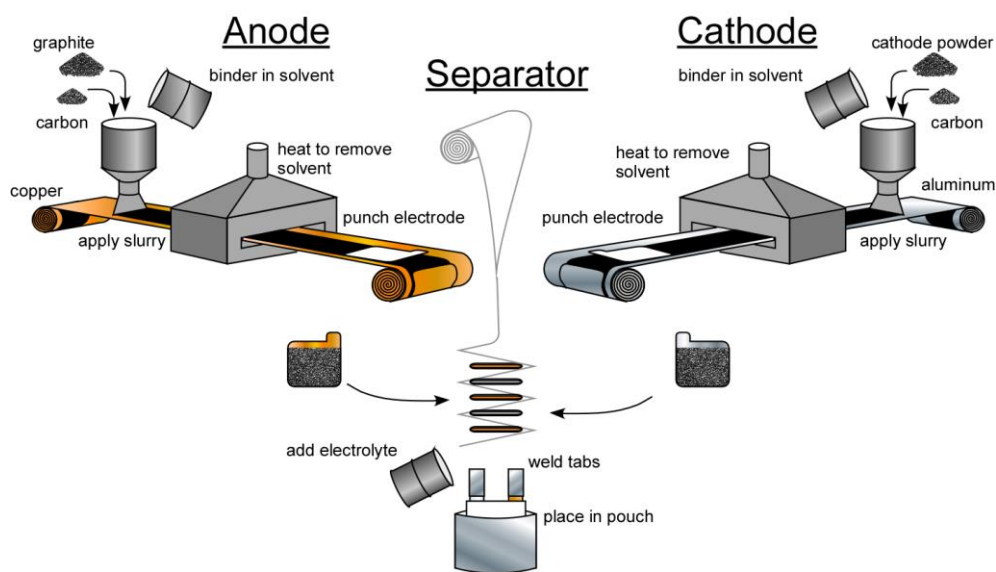 Anode
Cathode
Separator
graphite
binder in solvent
carbon
heat to remove
solvent
copper
punch electrode
apply slurry
cathode powder
binder in solvent
carbon
heat to remove
solvent
aluminum
punch electrode
apply slurry
add electrolyte
weld tabs
place in pouch